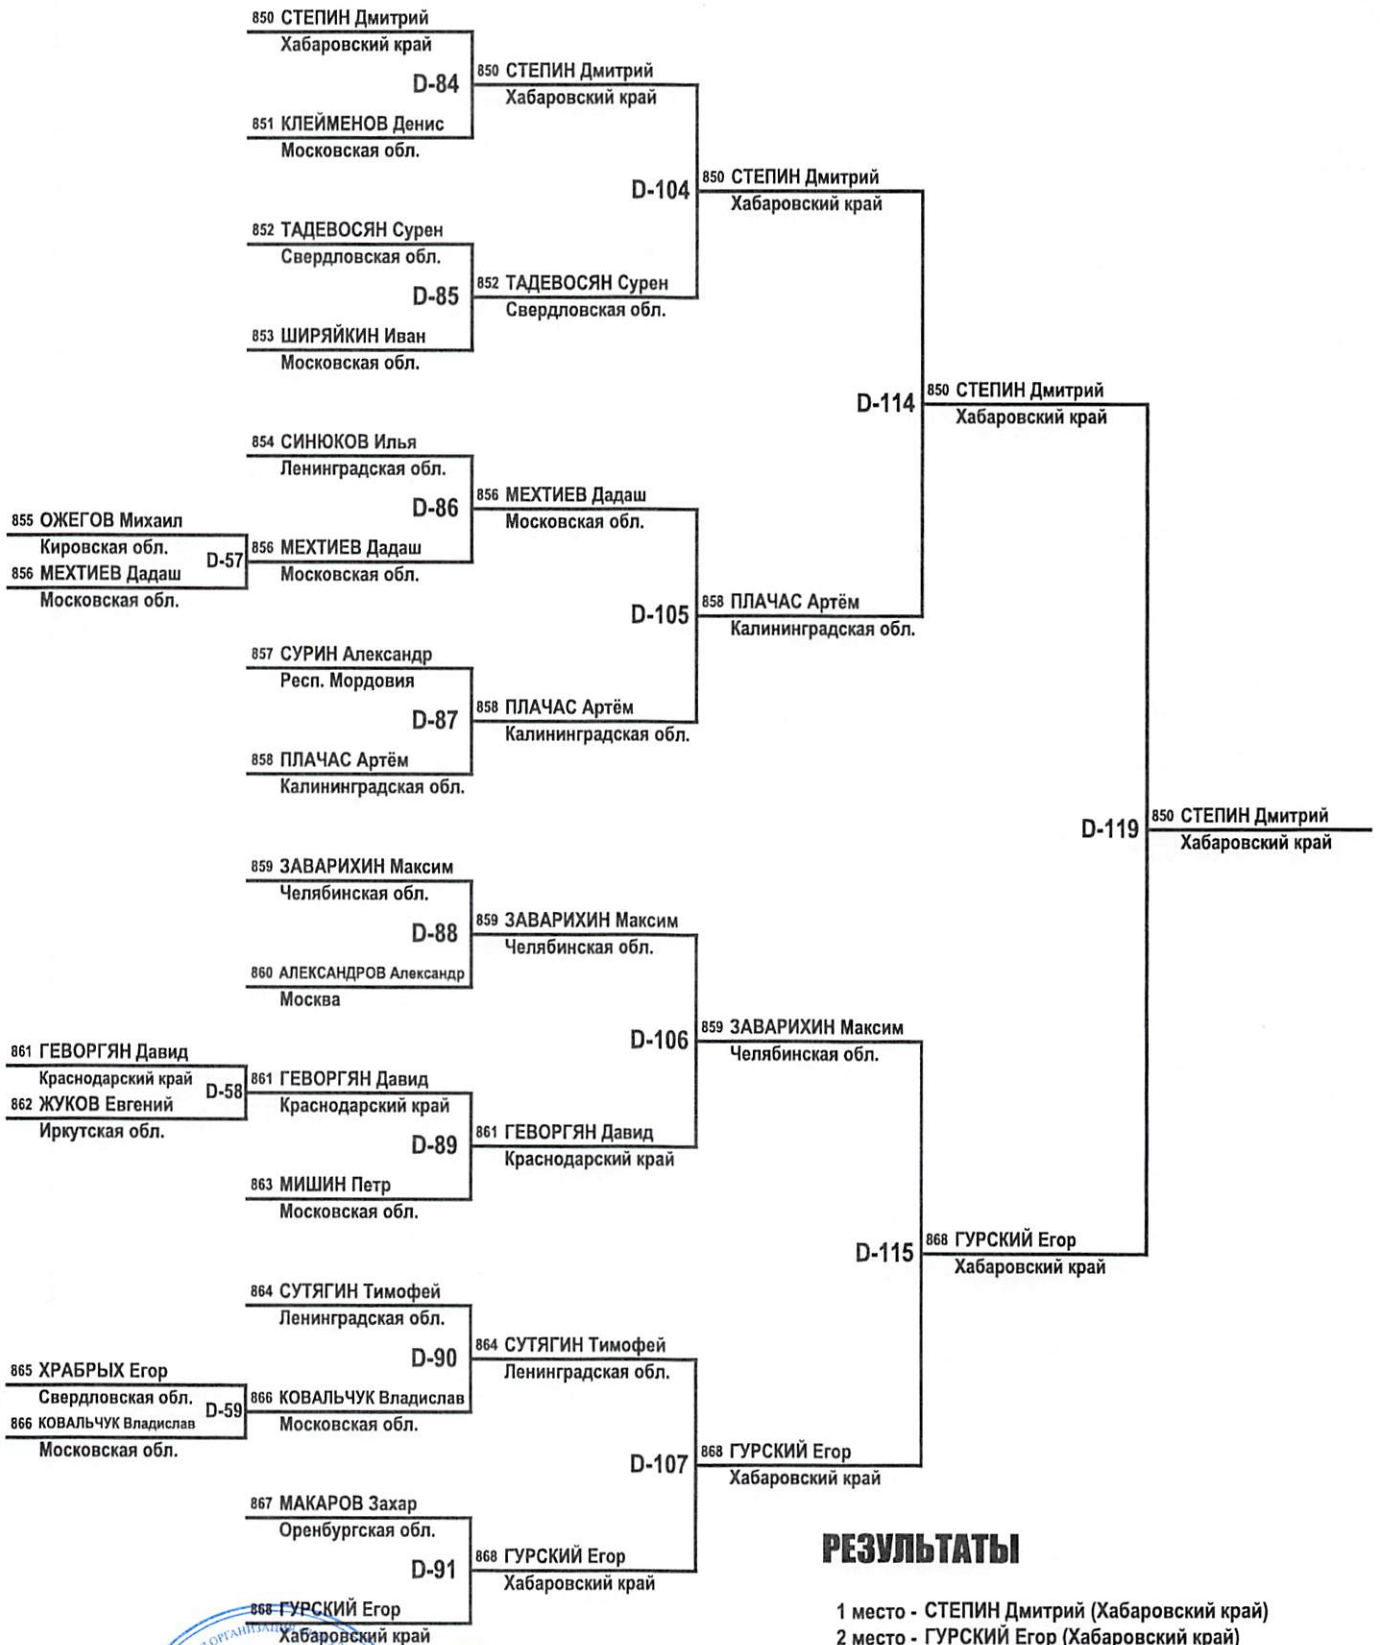 850 СТЕПИН Дмитрий
Хабаровский край
D-84
850 СТЕПИН Дмитрий
Хабаровский край
851 КЛЕЙМЕНОВ Денис
Московская обл.
D-104
850 СТЕПИН Дмитрий
Хабаровский край
852 ТАДЕВОСЯН Сурен
Свердловская обл.
D-85
852 ТАДЕВОСЯН Сурен
Свердловская обл.
853 ШИРЯЙКИН Иван
Московская обл.
D-114
850 СТЕПИН Дмитрий
Хабаровский край
854 СИНЮКОВ Илья
Ленинградская обл.
D-86
856 МЕХТИЕВ Дадаш
Московская обл.
855 ОЖЕГОВ Михаил
Кировская обл.
D-57
856 МЕХТИЕВ Дадаш
Московская обл.
856 МЕХТИЕВ Дадаш
Московская обл.
D-105
858 ПЛАЧАС Артём
Калининградская обл.
857 СУРИН Александр
Респ. Мордовия
D-87
858 ПЛАЧАС Артём
Калининградская обл.
858 ПЛАЧАС Артём
Калининградская обл.
D-119
850 СТЕПИН Дмитрий
Хабаровский край
859 ЗАВАРИХИН Максим
Челябинская обл.
D-88
859 ЗАВАРИХИН Максим
Челябинская обл.
860 АЛЕКСАНДРОВ Александр
Москва
D-106
859 ЗАВАРИХИН Максим
Челябинская обл.
861 ГЕВОРГЯН Давид
Краснодарский край
D-58
862 ЖУКОВ Евгений
Иркутская обл.
861 ГЕВОРГЯН Давид
Краснодарский край
D-89
861 ГЕВОРГЯН Давид
Краснодарский край
863 МИШИН Петр
Московская обл.
D-115
868 ГУРСКИЙ Егор
Хабаровский край
864 СУТЯГИН Тимофей
Ленинградская обл.
D-90
864 СУТЯГИН Тимофей
Ленинградская обл.
865 ХРАБРЫХ Егор
Свердловская обл.
D-59
866 КОВАЛЬЧУК Владислав
Московская обл.
866 КОВАЛЬЧУК Владислав
Московская обл.
D-107
868 ГУРСКИЙ Егор
Хабаровский край
867 МАКАРОВ Захар
Оренбургская обл.
D-91
868 ГУРСКИЙ Егор
Хабаровский край
868 ГУРСКИЙ Егор
Хабаровский край
РЕЗУЛЬТАТЫ
1 место - СТЕПИН Дмитрий (Хабаровский край)
2 место - ГУРСКИЙ Егор (Хабаровский край)